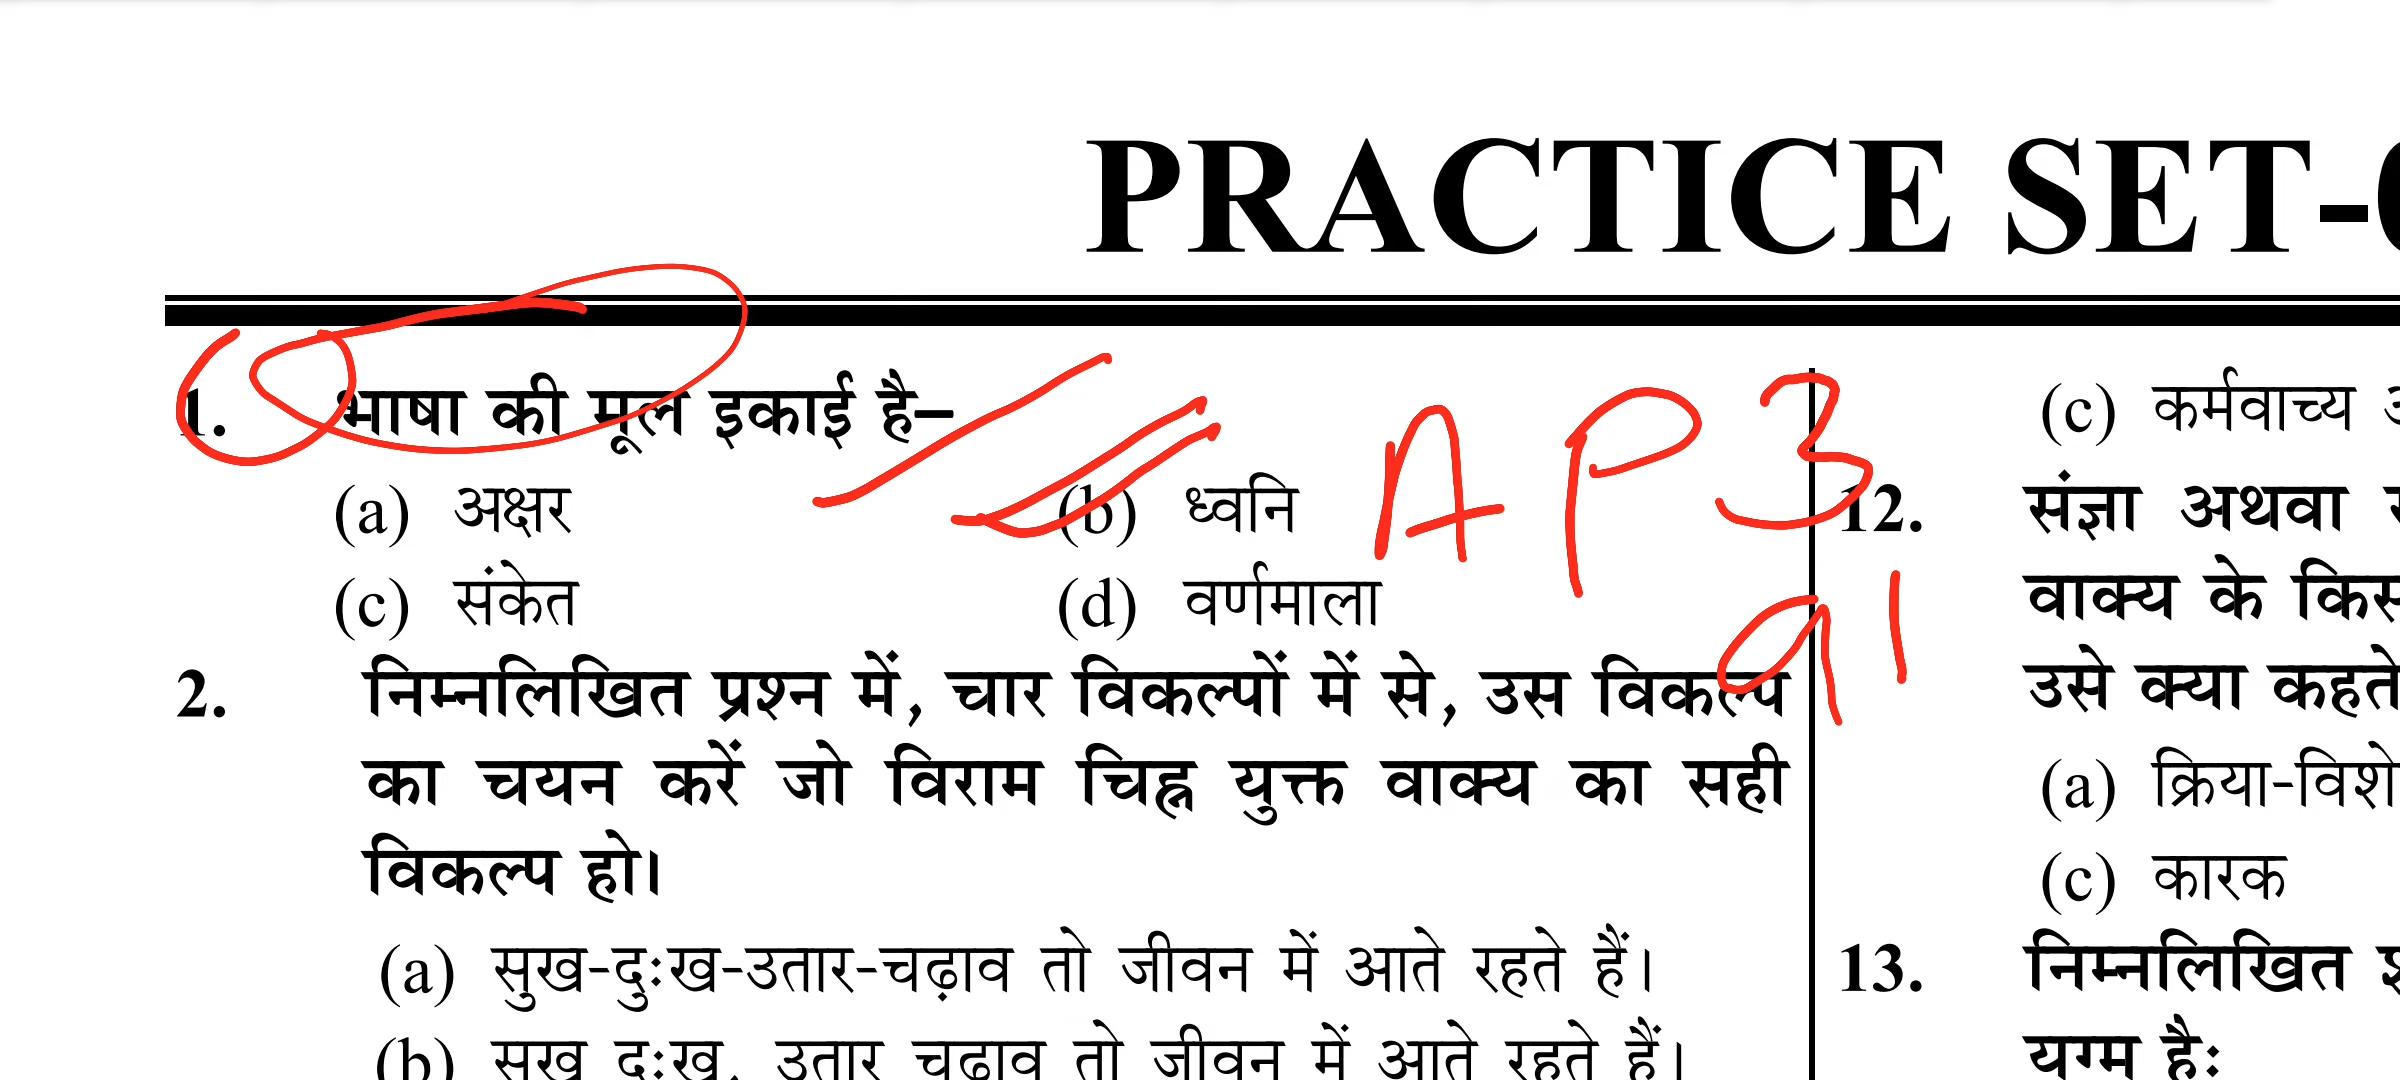 PRACTICE SET-
1. भाषा की मूल इकाई है–
(a) अक्षर (b) ध्वनि
(c) संकेत (d) वर्णमाला
2. निम्नलिखित प्रश्न में, चार विकल्पों में से, उस विकल्प
का चयन करें जो विराम चिह्न युक्त वाक्य का सही
विकल्प हो।
(a) सुख-दुःख-उतार-चढ़ाव तो जीवन में आते रहते हैं।
(b) सुख दुःख, उतार चढ़ाव तो जीवन में आते रहते हैं।
A P 3
(c) कर्मवाच्य
12. संज्ञा अथवा
वाक्य के
उसे क्या कहते
(a)
(c) कारक
13. निम्नलिखित
युग्म है: